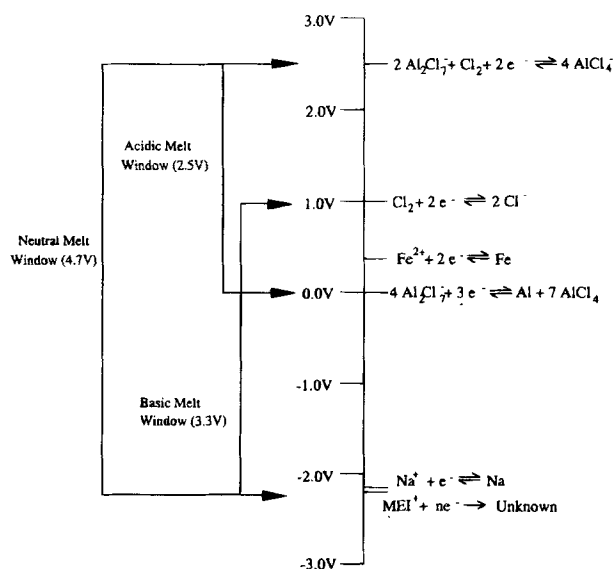 3.0V
2 Al₂Cl₇⁻ + Cl₂ + 2 e⁻ ⇌ 4 AlCl₄⁻
2.0V
Acidic Melt
Window (2.5V)
1.0V
Cl₂ + 2 e⁻ ⇌ 2 Cl⁻
Neutral Melt
Window (4.7V)
Fe²⁺ + 2 e⁻ ⇌ Fe
0.0V
4 Al₂Cl₇⁻ + 3 e⁻ ⇌ Al + 7 AlCl₄
-1.0V
Basic Melt
Window (3.3V)
-2.0V
Na⁺ + e⁻ ⇌ Na
MEI⁺ + ne⁻ → Unknown
-3.0V